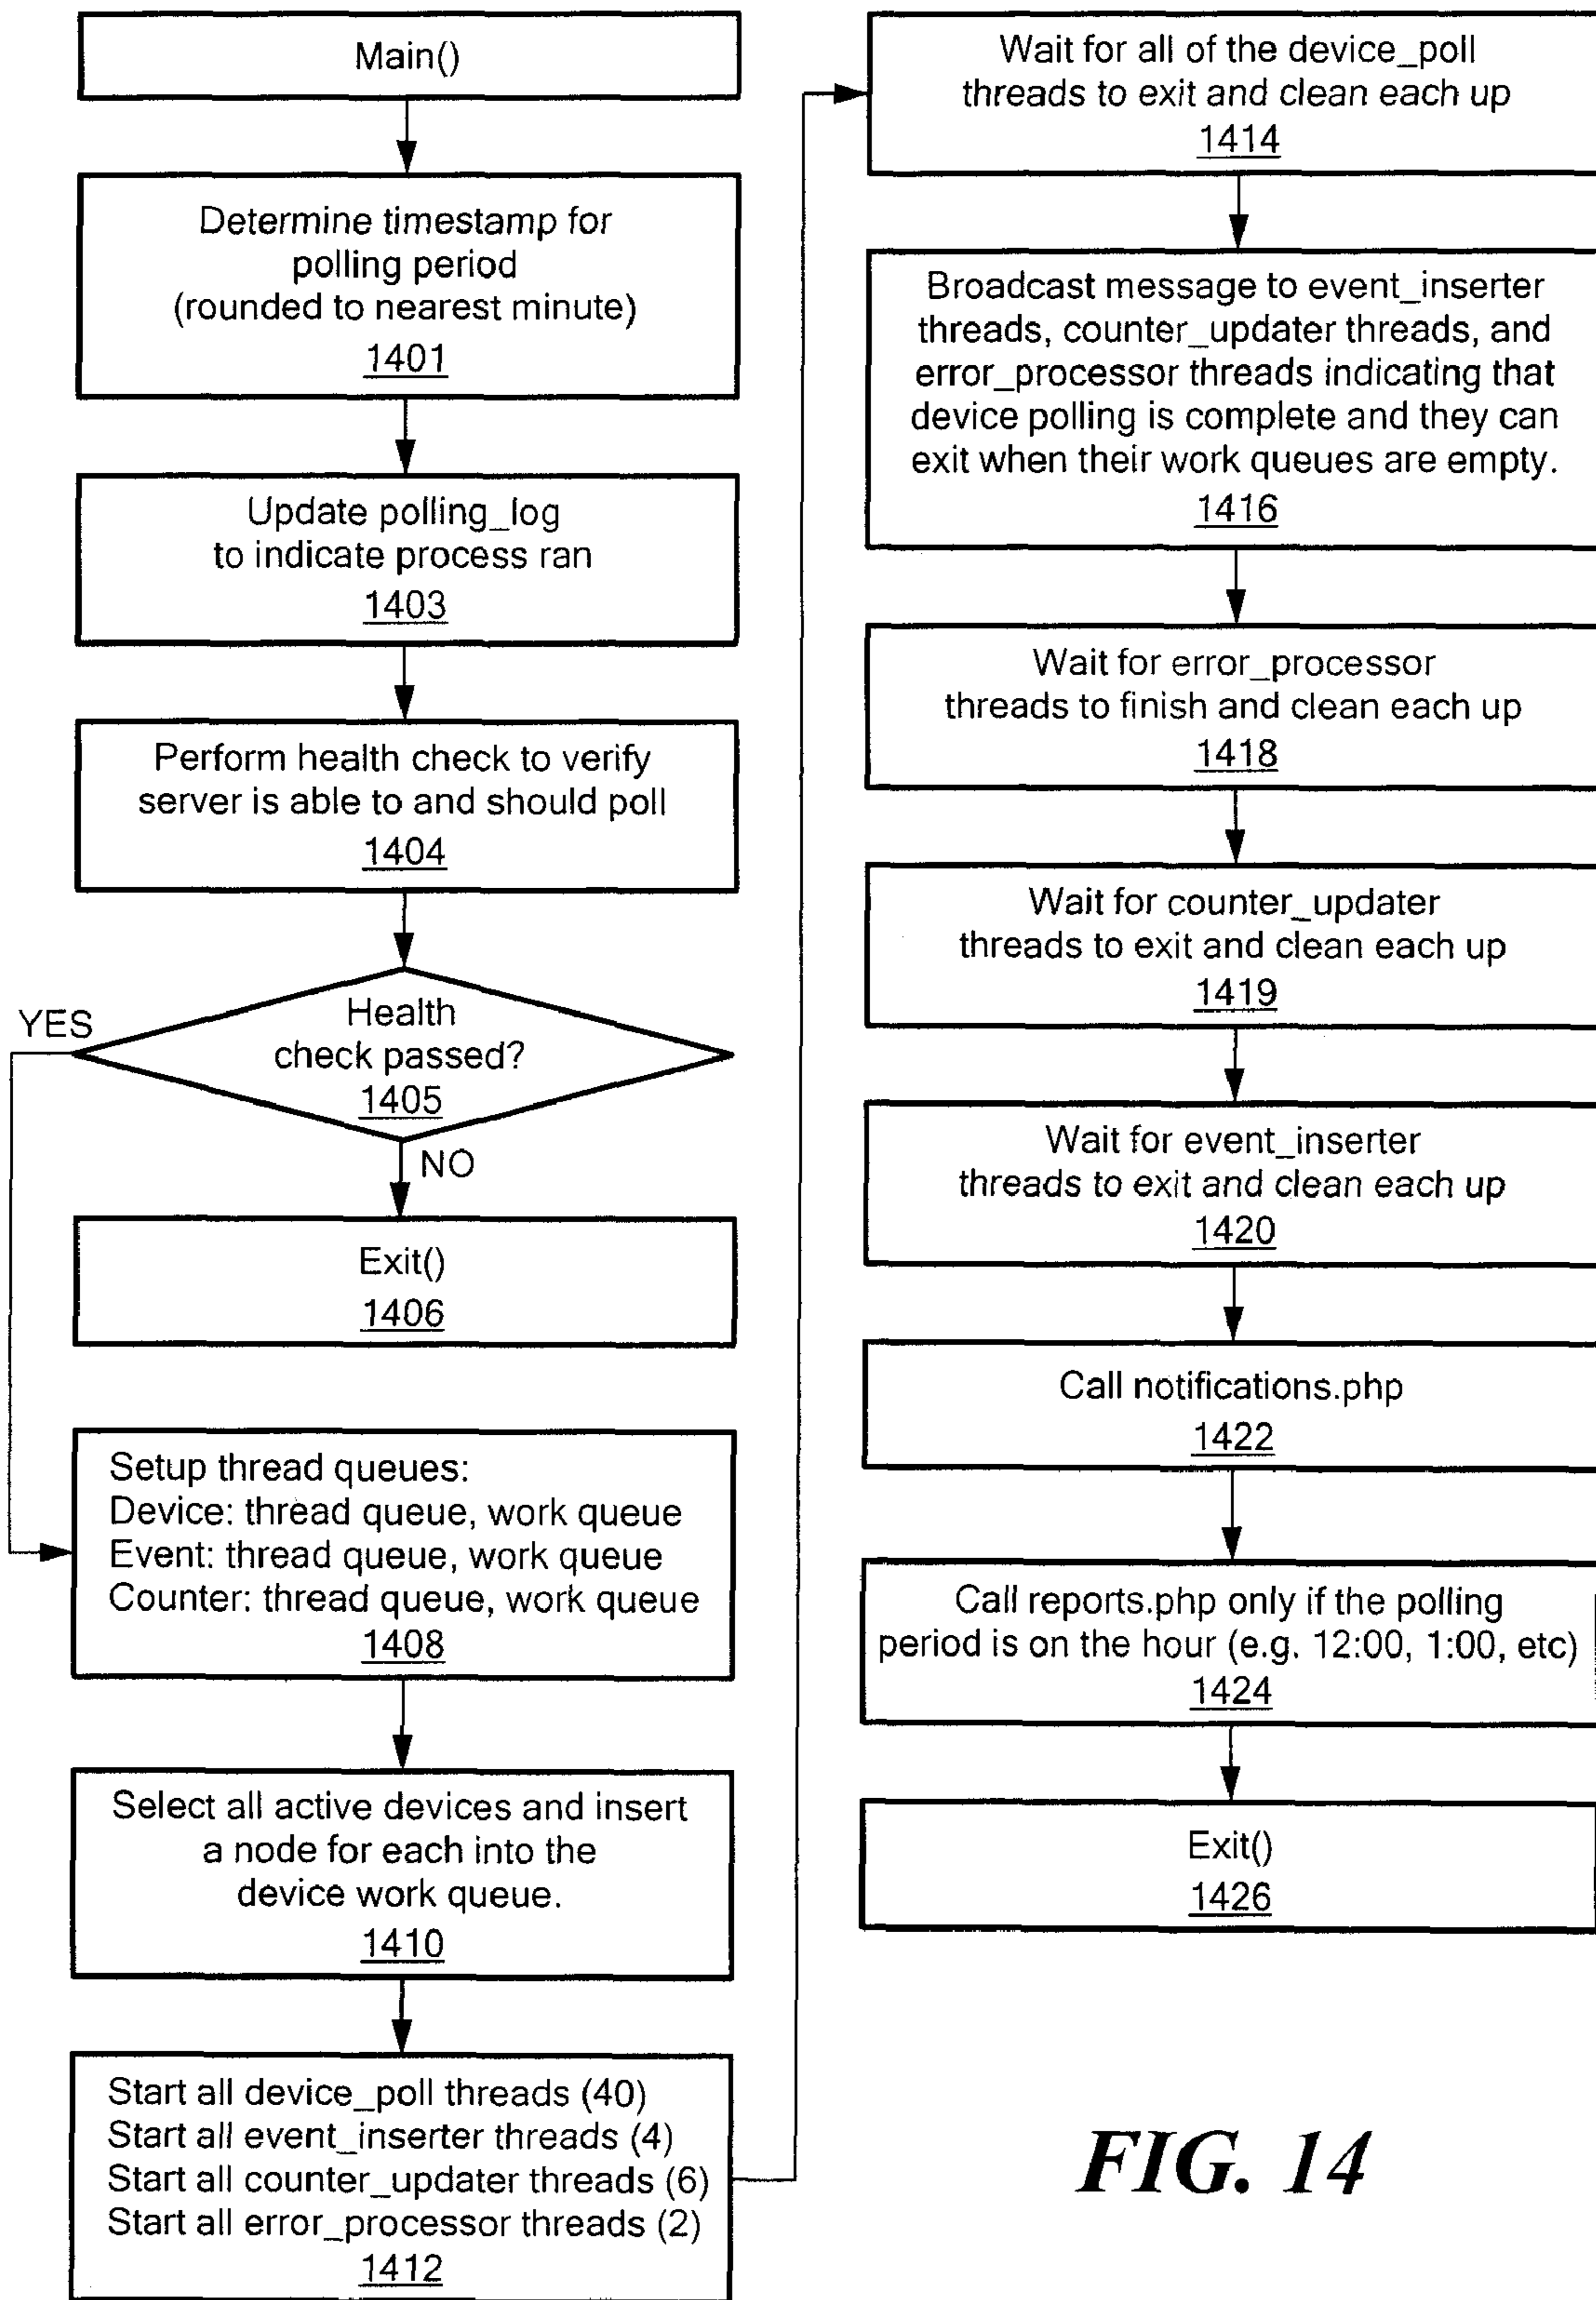 Main()
Determine timestamp for
polling period
(rounded to nearest minute)
1401
Update polling_log
to indicate process ran
1403
Perform health check to verify
server is able to and should poll
1404
Health
check passed?
1405
YES
NO
Exit()
1406
Setup thread queues:
Device: thread queue, work queue
Event: thread queue, work queue
Counter: thread queue, work queue
1408
Select all active devices and insert
a node for each into the
device work queue.
1410
Start all device_poll threads (40)
Start all event_inserter threads (4)
Start all counter_updater threads (6)
Start all error_processor threads (2)
1412
Wait for all of the device_poll
threads to exit and clean each up
1414
Broadcast message to event_inserter
threads, counter_updater threads, and
error_processor threads indicating that
device polling is complete and they can
exit when their work queues are empty.
1416
Wait for error_processor
threads to finish and clean each up
1418
Wait for counter_updater
threads to exit and clean each up
1419
Wait for event_inserter
threads to exit and clean each up
1420
Call notifications.php
1422
Call reports.php only if the polling
period is on the hour (e.g. 12:00, 1:00, etc)
1424
Exit()
1426
FIG. 14